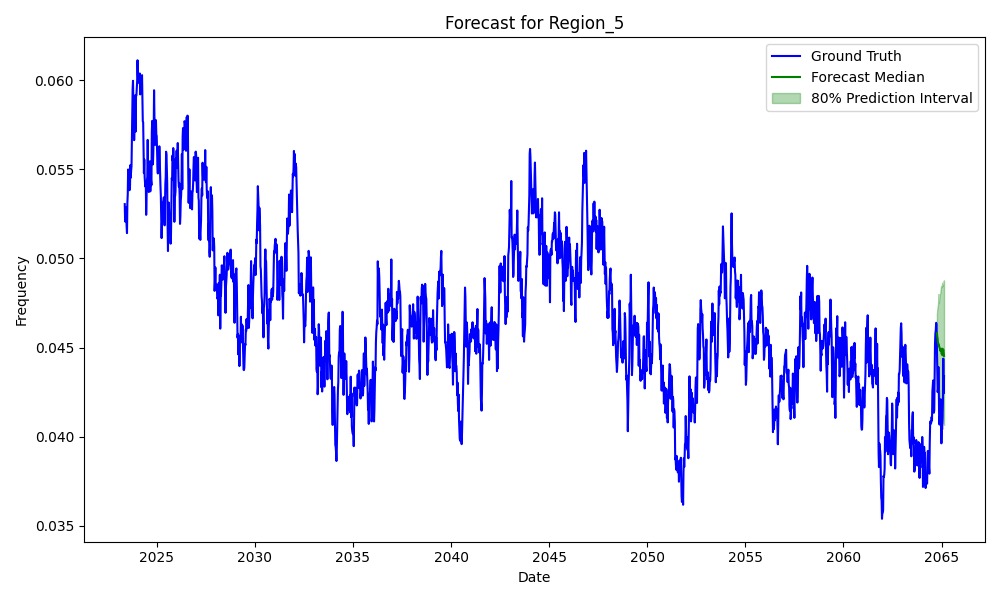 Forecast for Region_5
Ground Truth
Forecast Median
80% Prediction Interval
0.060
0.055
0.050
0.045
0.040
0.035
Frequency
2025 2030 2035 2040 2045 2050 2055 2060 2065
Date